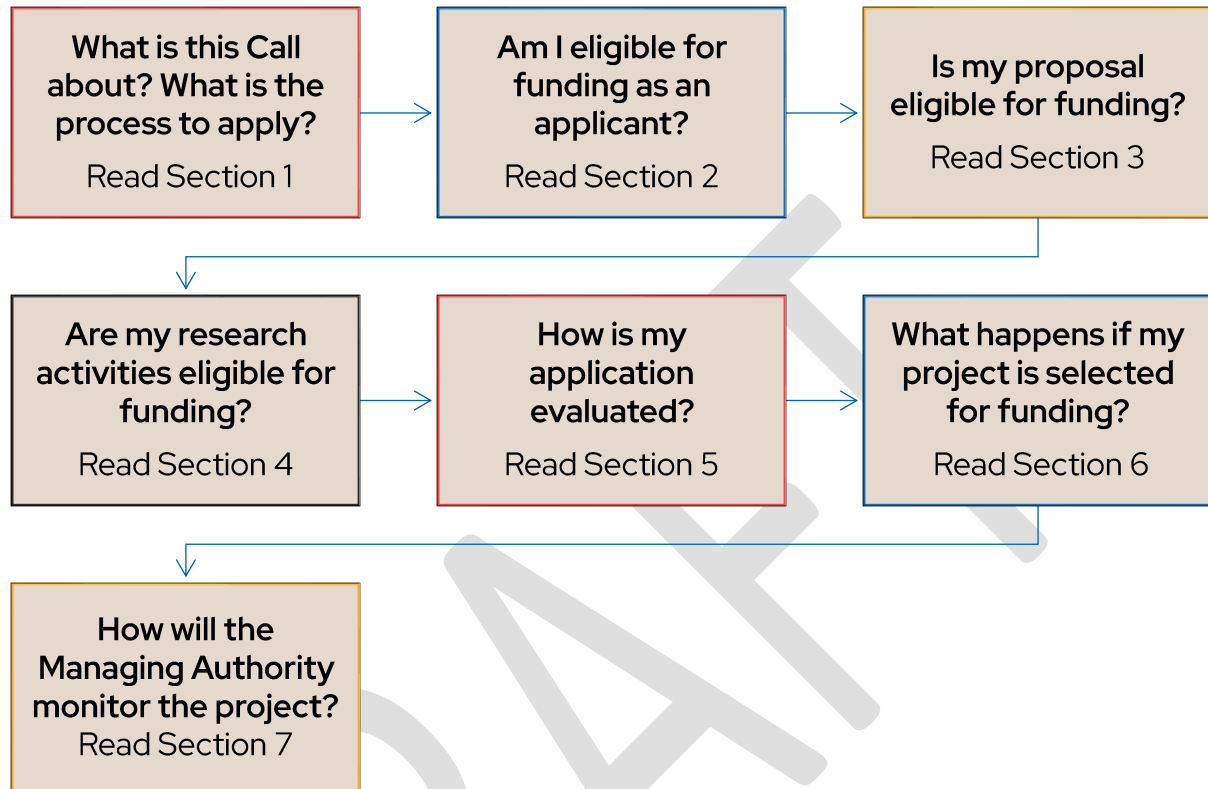 What is this Call
about? What is the
process to apply?
Read Section 1
Am I eligible for
funding as an
applicant?
Read Section 2
Is my proposal
eligible for funding?
Read Section 3
Are my research
activities eligible for
funding?
Read Section 4
How is my
application
evaluated?
Read Section 5
What happens if my
project is selected
for funding?
Read Section 6
How will the
Managing Authority
monitor the project?
Read Section 7
DRAFT